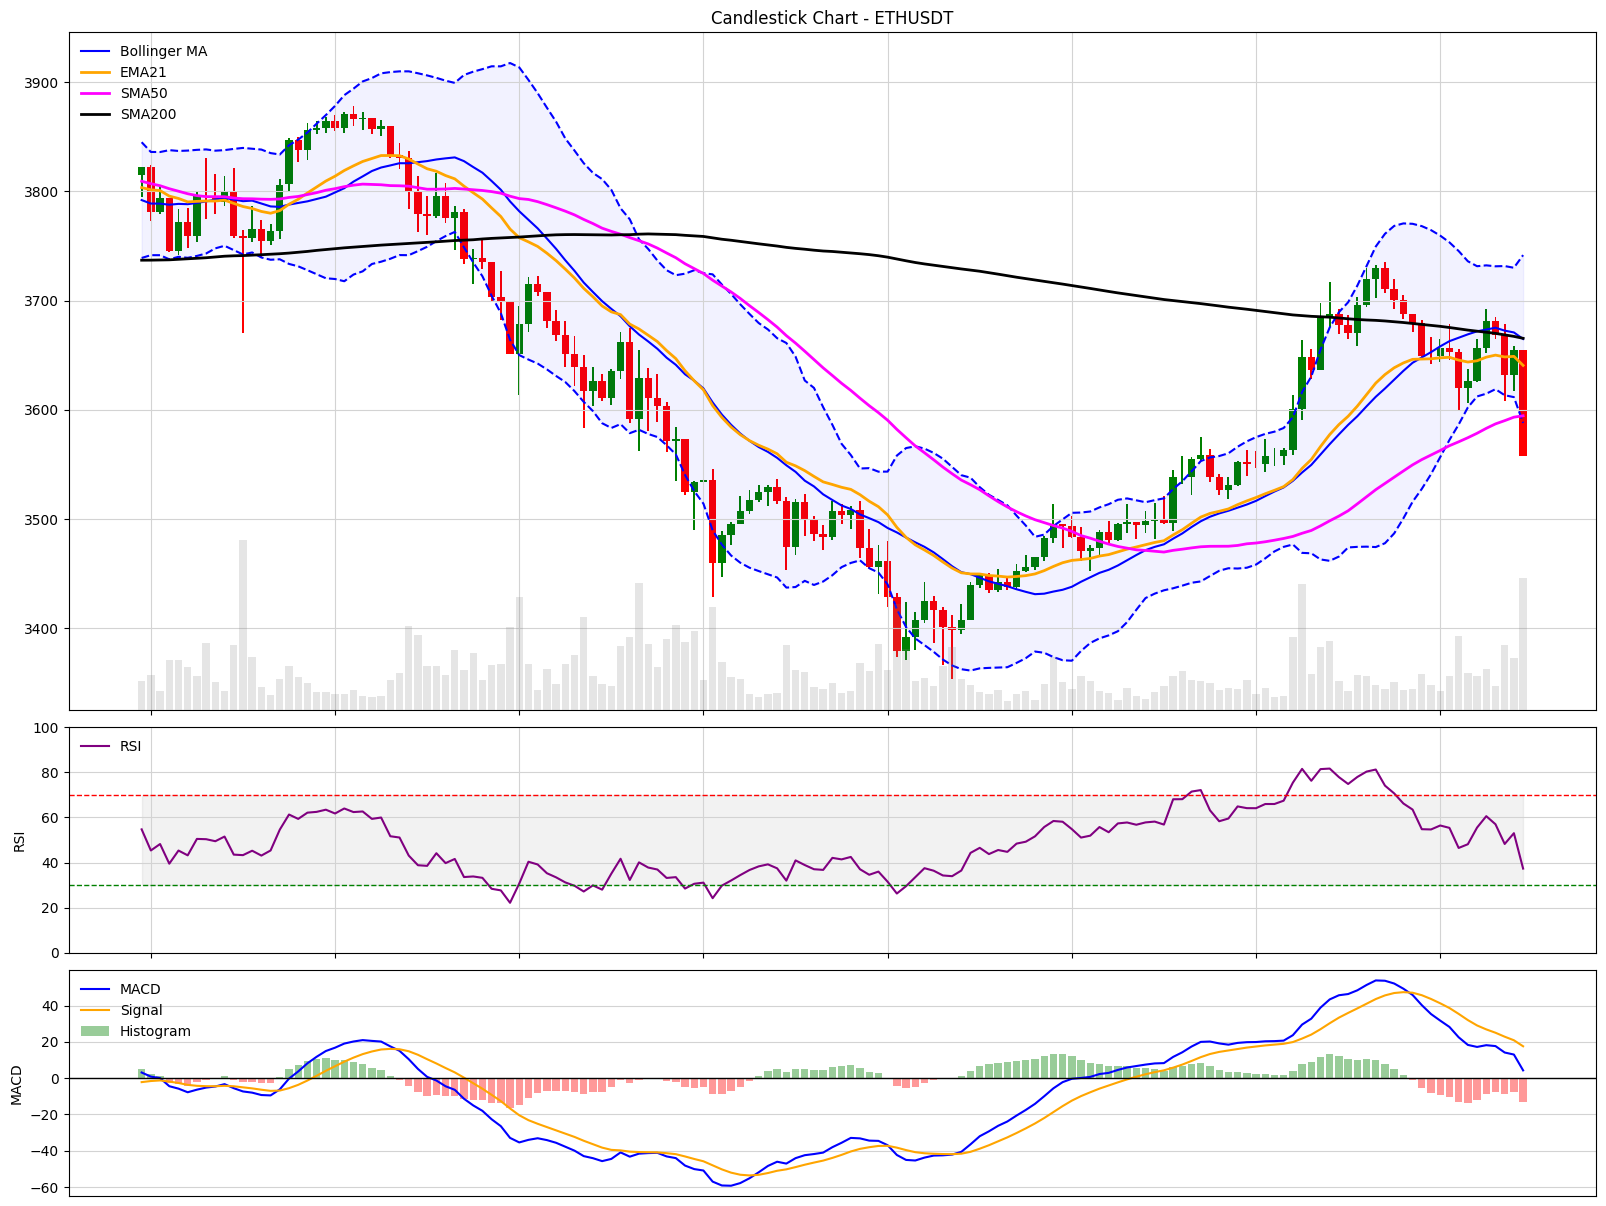 Candlestick Chart - ETHUSDT
Bollinger MA
EMA21
SMA50
SMA200
3900
3800
3700
3600
3500
3400
RSI
RSI
100
80
60
40
20
0
MACD
Signal
Histogram
MACD
40
20
0
−20
−40
−60